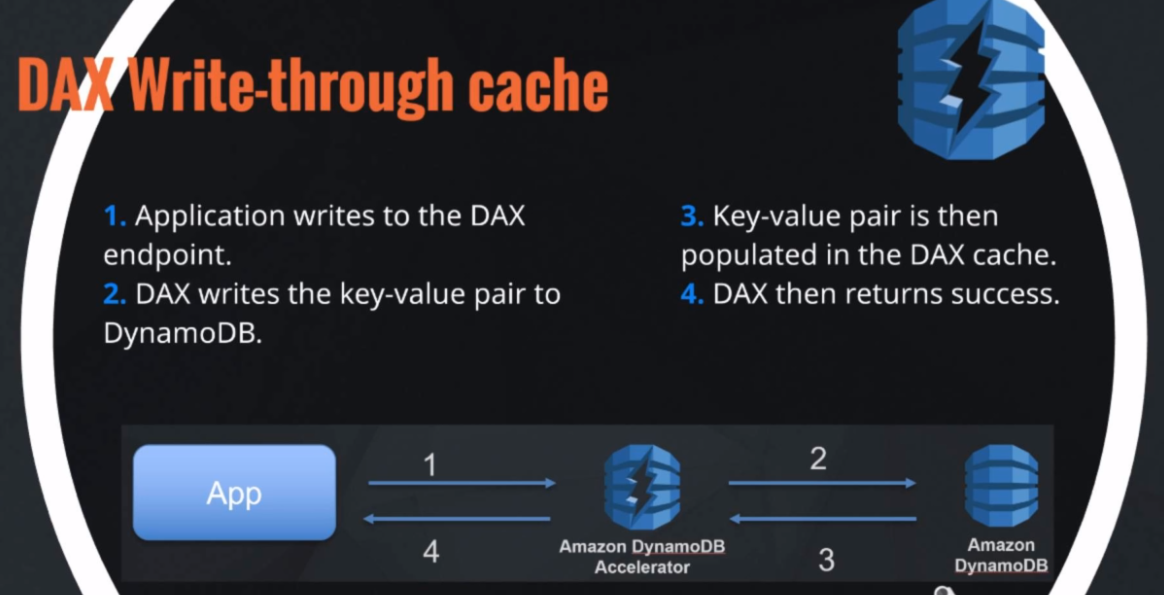 DAX Write-through cache
1. Application writes to the DAX
endpoint.
2. DAX writes the key-value pair to
DynamoDB.
3. Key-value pair is then
populated in the DAX cache.
4. DAX then returns success.
App
1
4
Amazon DynamoDB
Accelerator
2
3
Amazon
DynamoDB